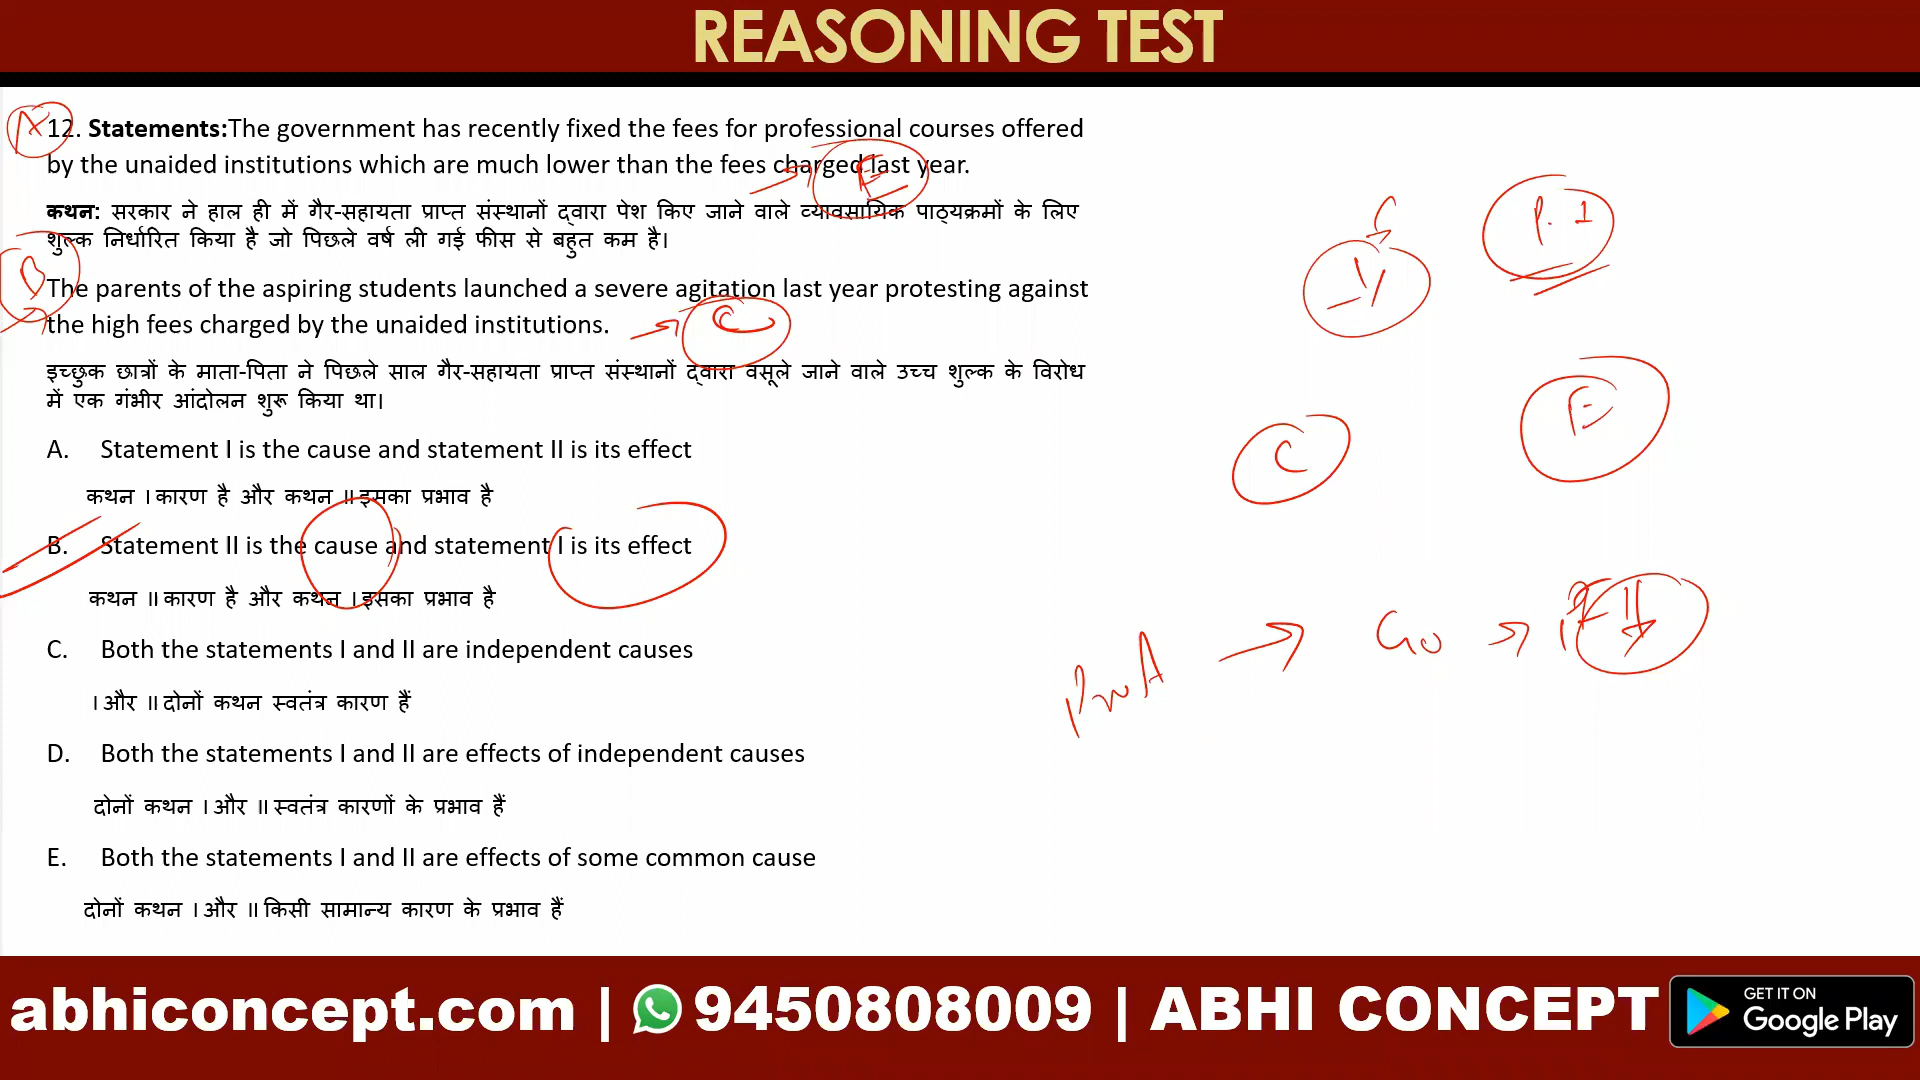 REASONING TEST
12. Statements:The government has recently fixed the fees for professional courses offered
by the unaided institutions which are much lower than the fees charged last year.
कथन: सरकार ने हाल ही में गैर-सहायता प्राप्त संस्थानों द्वारा पेश किए जाने वाले व्यावसायिक पाठ्यक्रमों के लिए
शुल्क निर्धारित किया है जो पिछले वर्ष ली गई फीस से बहुत कम है।
The parents of the aspiring students launched a severe agitation last year protesting against
the high fees charged by the unaided institutions.
इच्छुक छात्रों के माता-पिता ने पिछले साल गैर-सहायता प्राप्त संस्थानों द्वारा वसूले जाने वाले उच्च शुल्क के विरोध
में एक गंभीर आंदोलन शुरू किया था।
A. Statement I is the cause and statement II is its effect
कथन I कारण है और कथन II इसका प्रभाव है
B. Statement II is the cause and statement I is its effect
कथन II कारण है और कथन I इसका प्रभाव है
C. Both the statements I and II are independent causes
I और II दोनों कथन स्वतंत्र कारण हैं
D. Both the statements I and II are effects of independent causes
दोनों कथन I और II स्वतंत्र कारणों के प्रभाव हैं
E. Both the statements I and II are effects of some common cause
दोनों कथन I और II किसी सामान्य कारण के प्रभाव हैं
A
E
B
C
P. I
C
E
abhiconcept.com | 9450808009 | ABHI CONCEPT
GET IT ON
Google Play